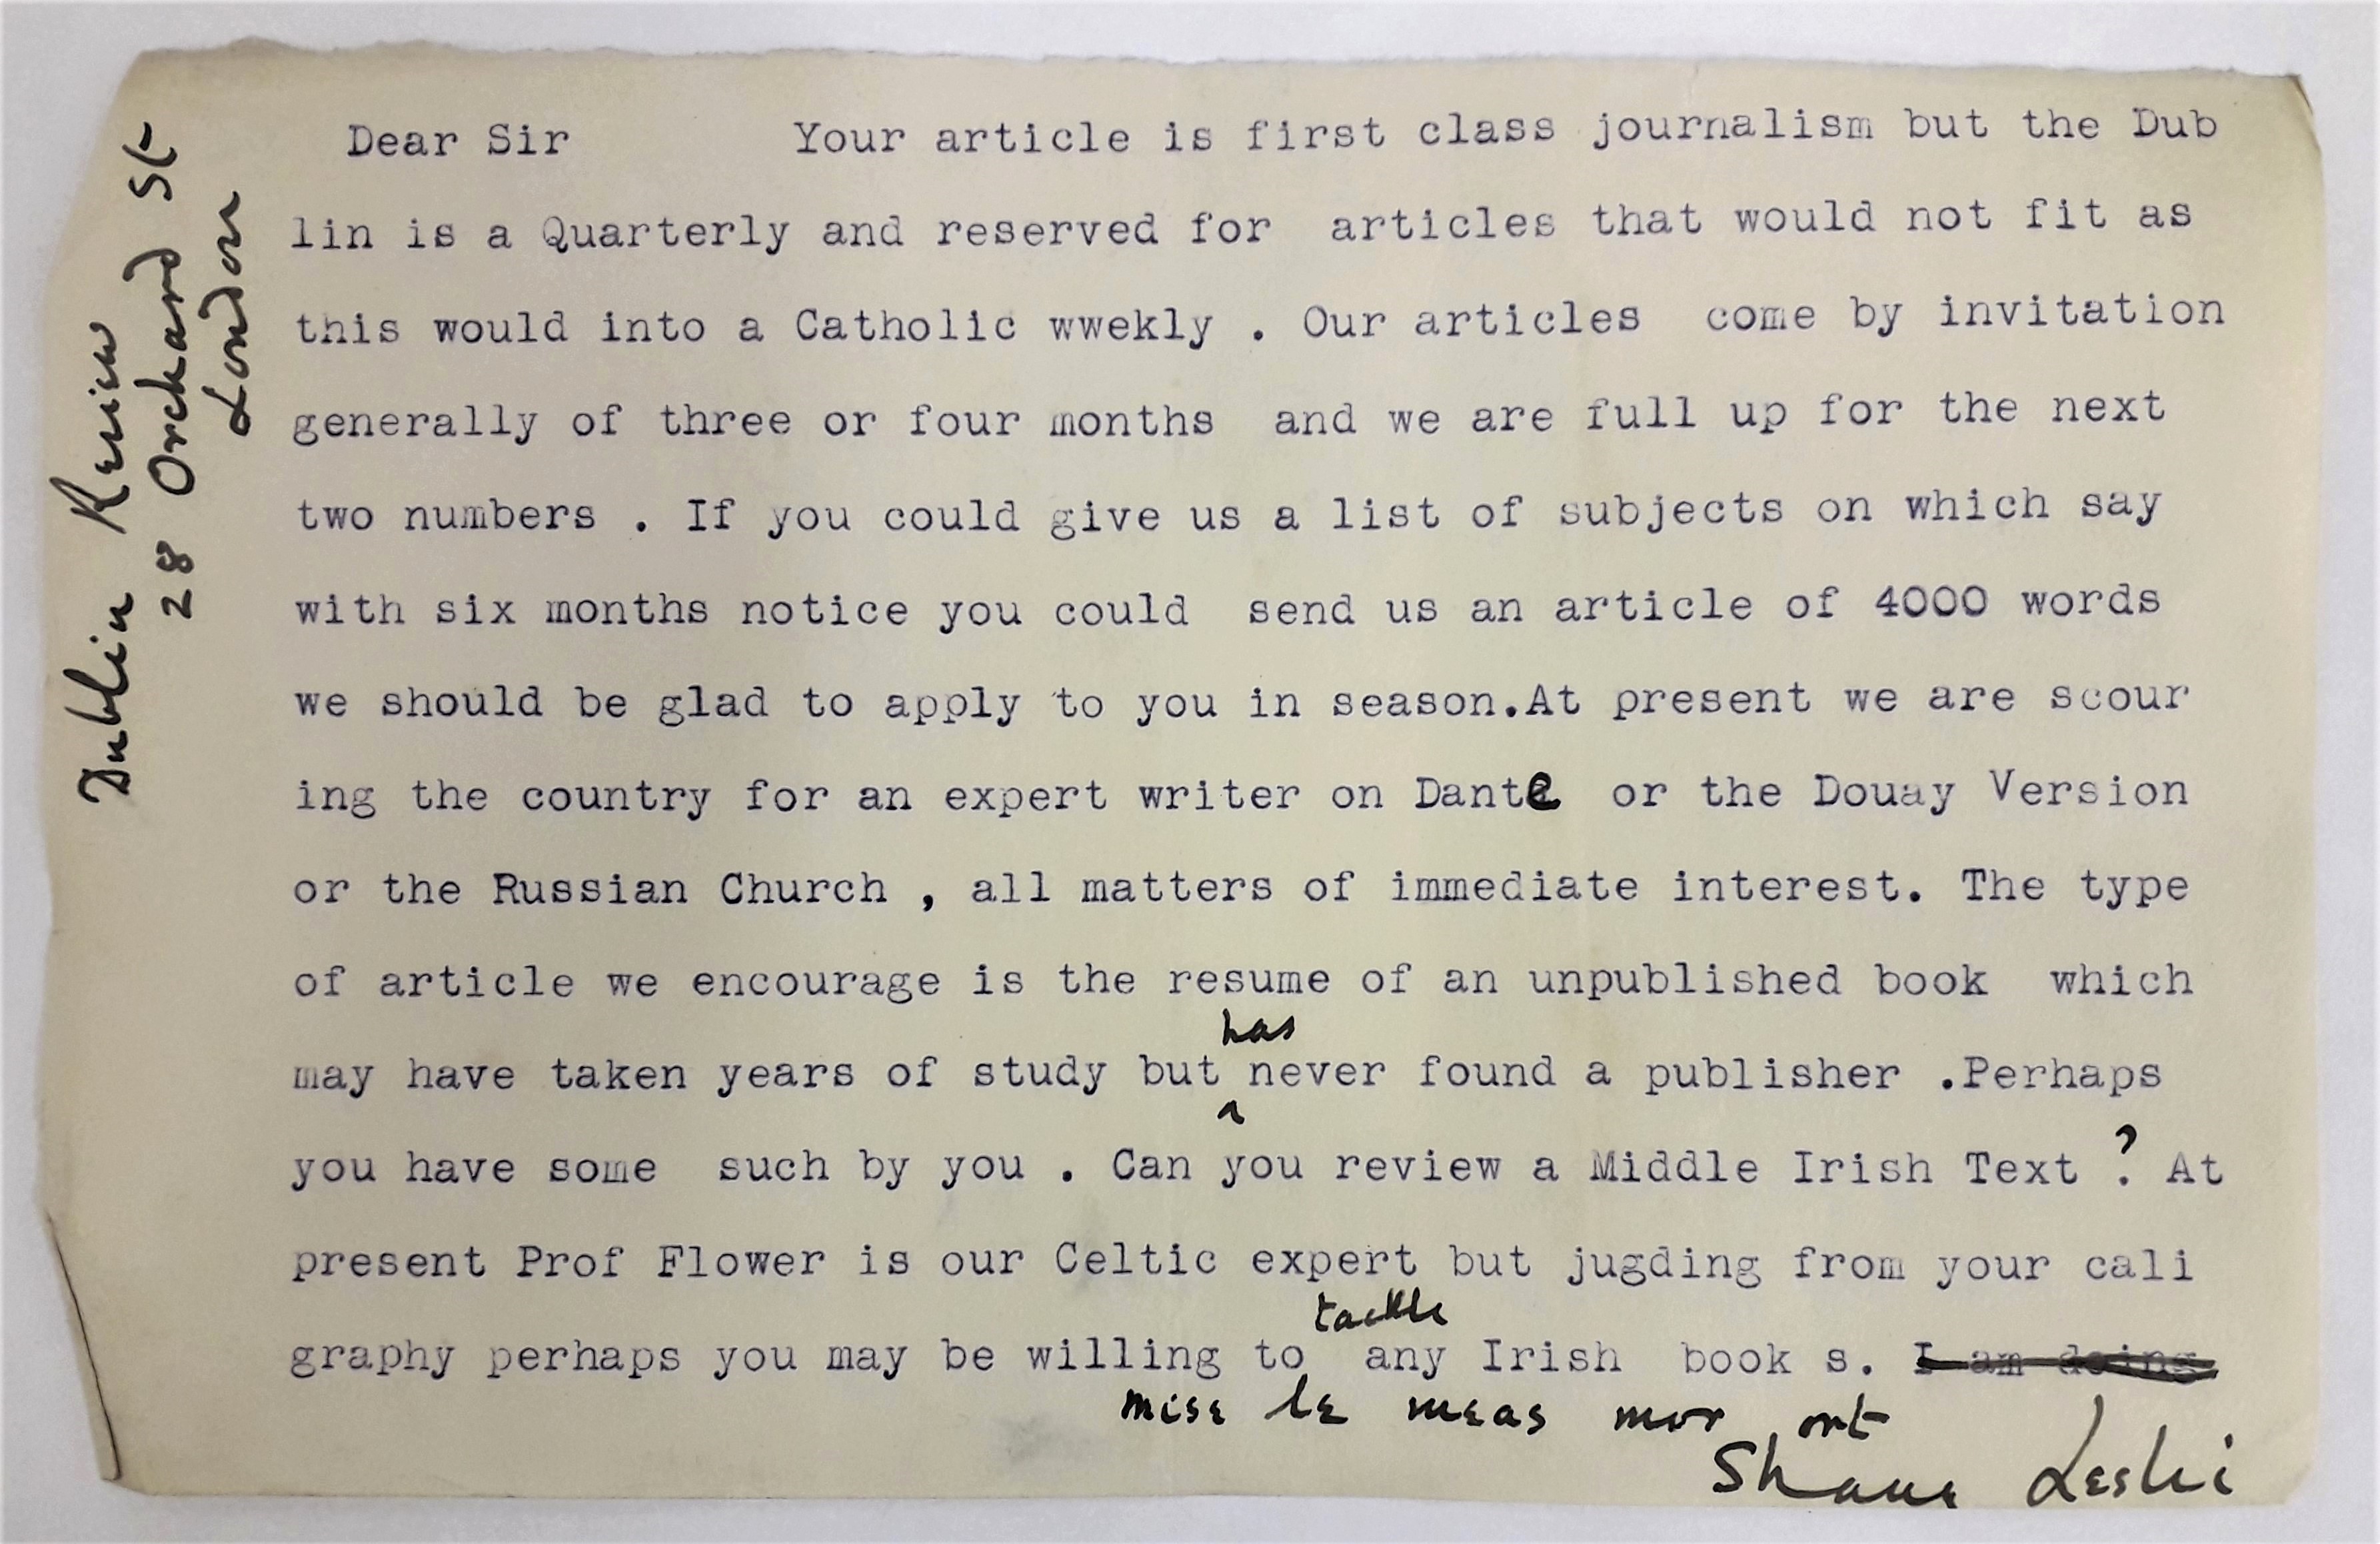 Dublin Review
28 Orchard St
London
Dear Sir Your article is first class journalism but the Dub
lin is a Quarterly and reserved for articles that would not fit as
this would into a Catholic wwekly . Our articles come by invitation
generally of three or four months and we are full up for the next
two numbers . If you could give us a list of subjects on which say
with six months notice you could send us an article of 4000 words
we should be glad to apply to you in season.At present we are scour
ing the country for an expert writer on Dante or the Douay Version
or the Russian Church , all matters of immediate interest. The type
of article we encourage is the resume of an unpublished book which
has
may have taken years of study but never found a publisher .Perhaps
you have some such by you . Can you review a Middle Irish Text ? At
present Prof Flower is our Celtic expert but jugding from your cali
tackle
graphy perhaps you may be willing to any Irish book s. I am doing
mise le meas mor ort
Shane Leslie